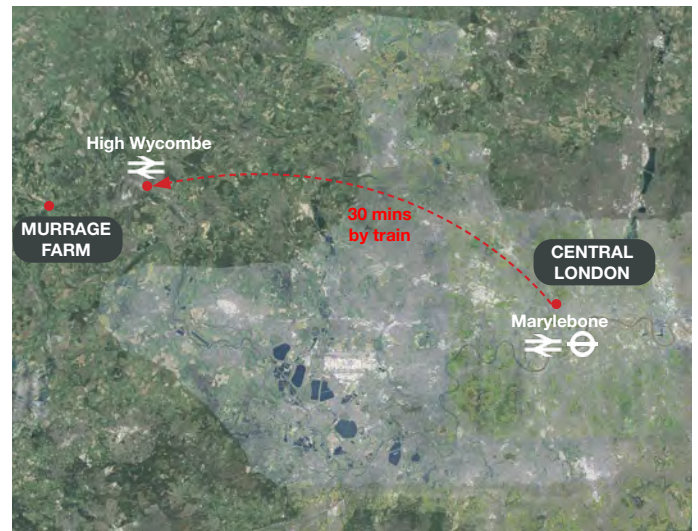 High Wycombe
MURRAGE
FARM
30 mins
by train
CENTRAL
LONDON
Marylebone